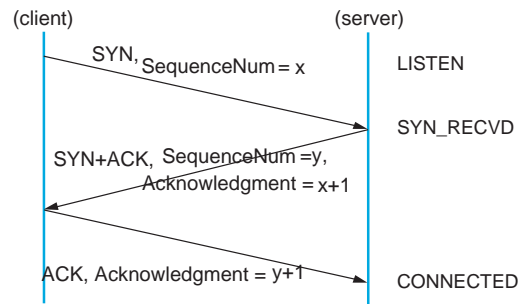 (client)
(server)
SYN, SequenceNum = x
LISTEN
SYN_RECVD
SYN+ACK, SequenceNum =y,
Acknowledgment = x+1
ACK, Acknowledgment = y+1
CONNECTED